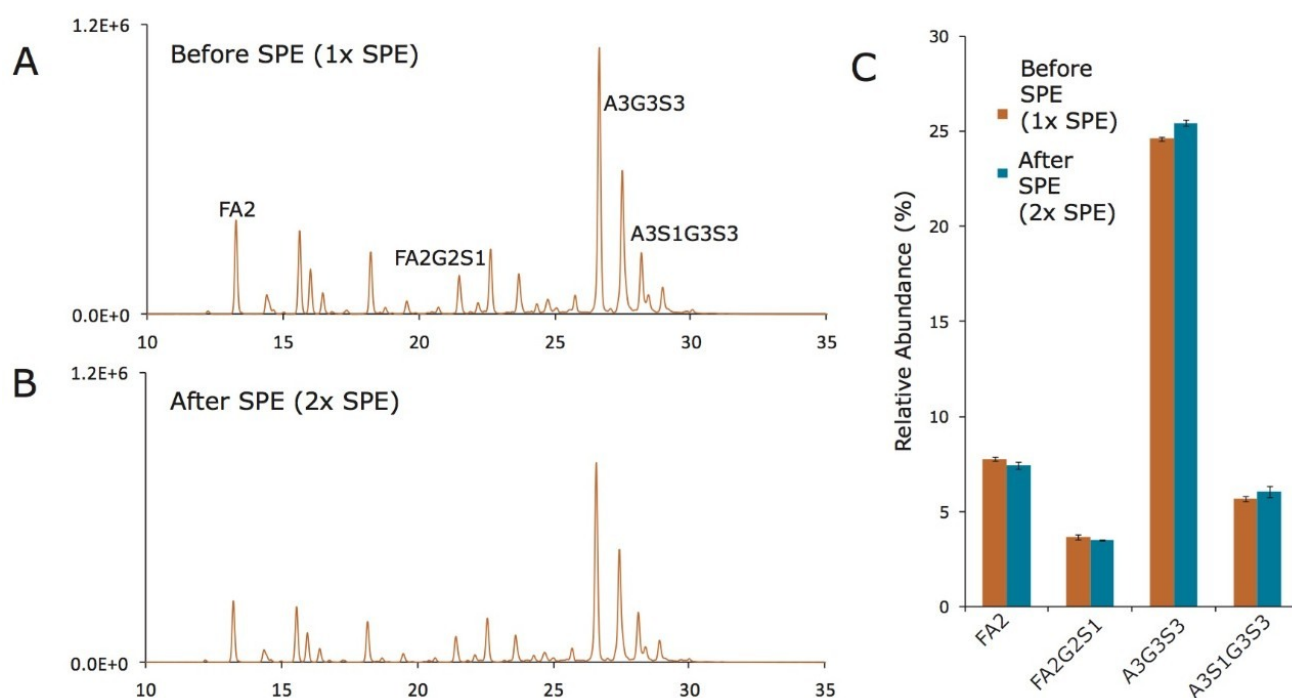 A
1.2E+6
Before SPE (1x SPE)
A3G3S3
FA2
FA2G2S1
A3S1G3S3
0.0E+0
10 15 20 25 30 35
B
1.2E+6
After SPE (2x SPE)
0.0E+0
10 15 20 25 30 35
C
Relative Abundance (%)
30
25
20
15
10
5
0
Before
SPE
(1x SPE)
After
SPE
(2x SPE)
FA2
FA2G2S1
A3G3S3
A3S1G3S3